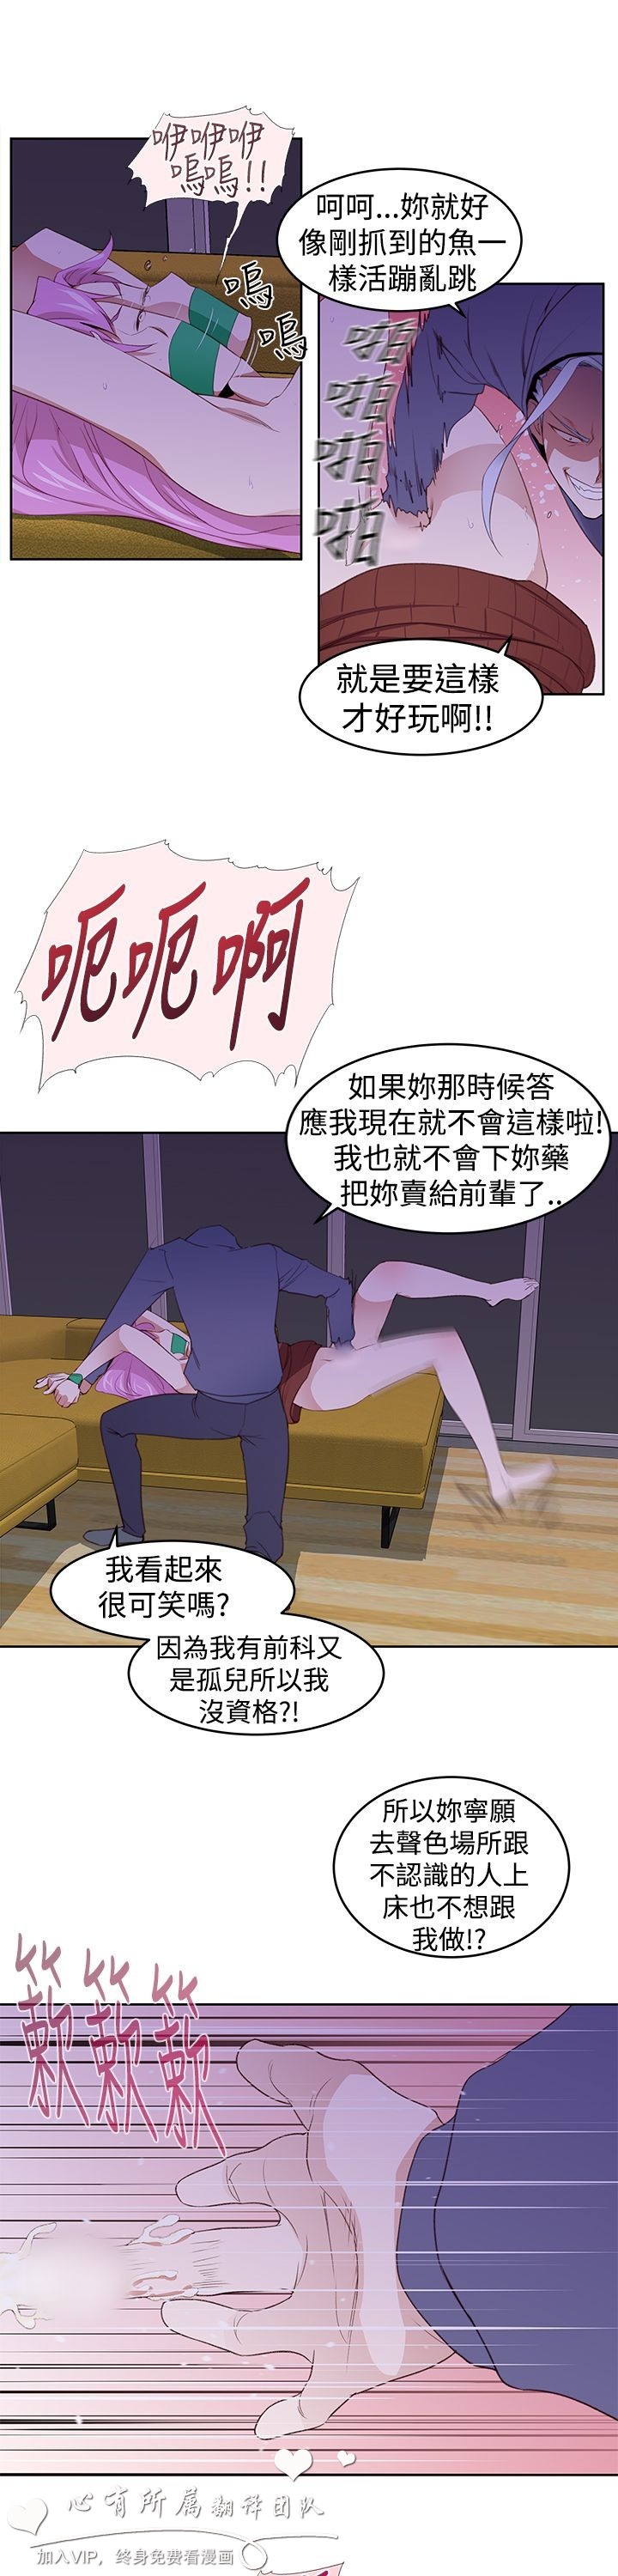 咿咿咿
嗚嗚!!
呵呵...妳就好
像剛抓到的魚一
樣活蹦亂跳
嗚
嗚
啪
啪
啪
啪
就是要這樣
才好玩啊!!
呃呃啊
如果妳那時候答
應我現在就不會這樣啦!
我也就不會下妳藥
把妳賣給前輩了..
我看起來
很可笑嗎?
因為我有前科又
是孤兒所以我
沒資格?!
所以妳寧願
去聲色場所跟
不認識的人上
床也不想跟
我做!?
簌簌簌
心有所属翻译团队
加入VIP，终身免费看漫画